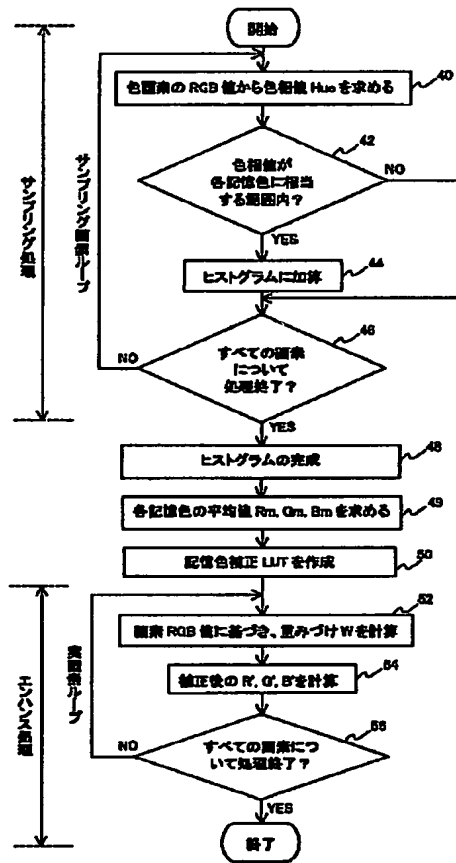 開始
色画素の RGB 値から色相値 Hue を求める
40
42
色相値が
各記憶色に相当
する範囲内？
NO
YES
ヒストグラムに加算
44
46
すべての画素
について
処理終了？
NO
YES
サンプリング処理
サンプリング画像ループ
ヒストグラムの完成
48
各記憶色の平均値 Rm, Gm, Bm を求める
49
記憶色補正 LUT を作成
50
52
画素 RGB 値に基づき、重みづけ W を計算
54
補正後の R', G', B' を計算
56
すべての画素につ
いて処理終了？
NO
YES
エンハンス処理
実画素ループ
終了